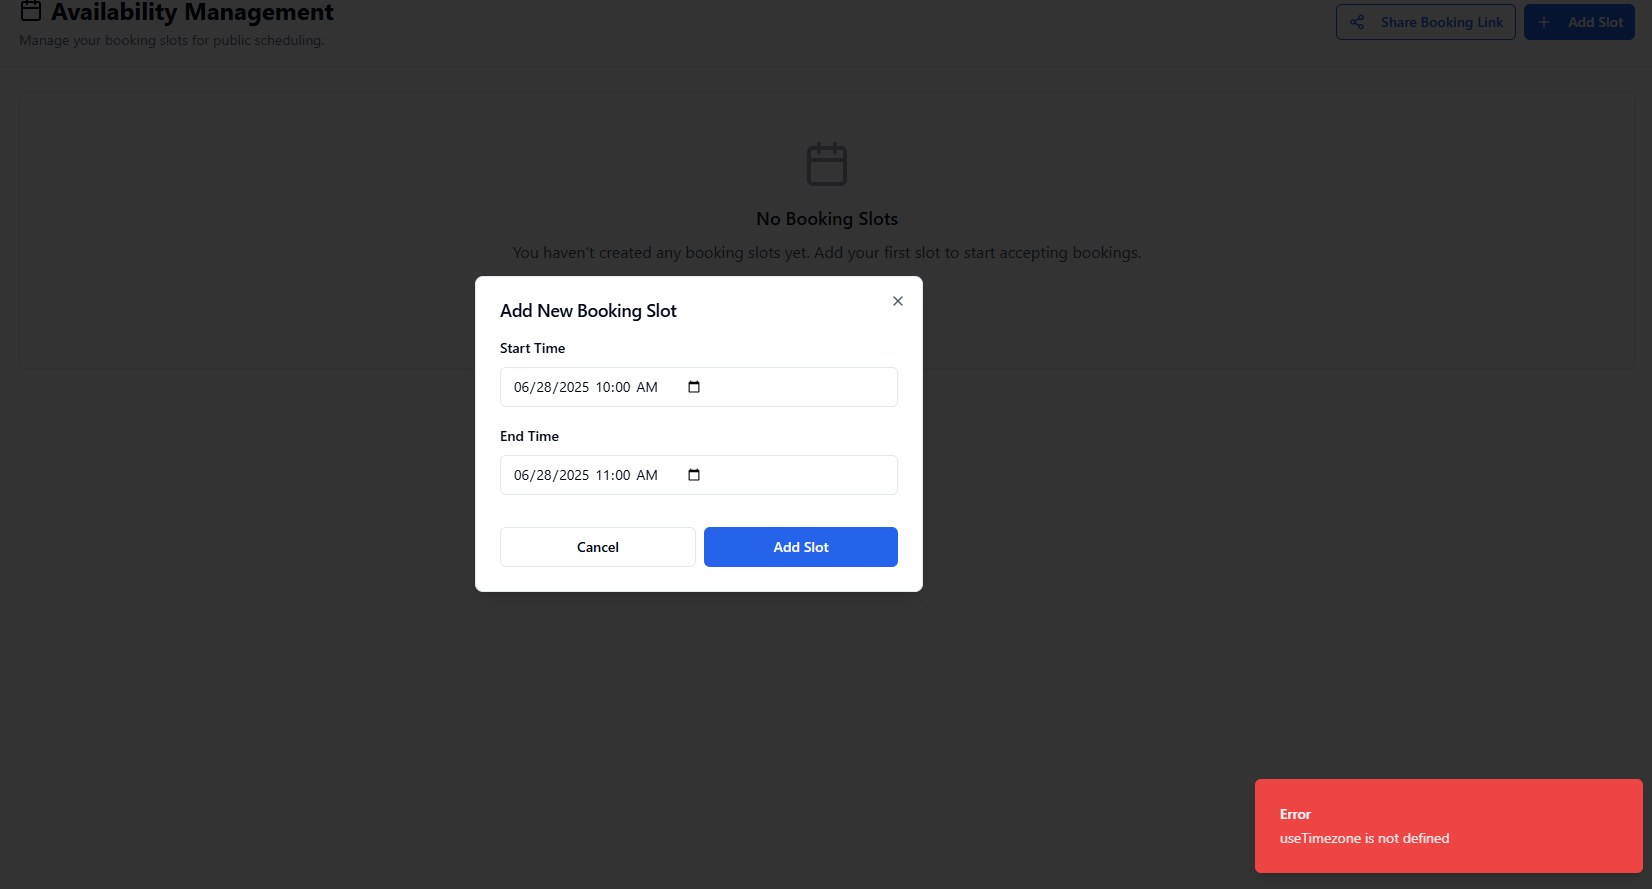 Availability Management
Manage your booking slots for public scheduling.
Share Booking Link
Add Slot
No Booking Slots
You haven't created any booking slots yet. Add your first slot to start accepting bookings.
Add New Booking Slot
Start Time
06/28/2025 10:00 AM
End Time
06/28/2025 11:00 AM
Cancel
Add Slot
Error
useTimezone is not defined